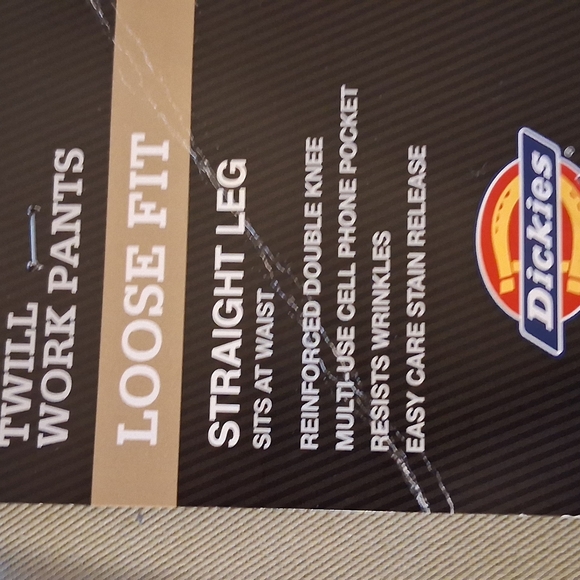 TWILL
WORK PANTS
LOOSE FIT
STRAIGHT LEG
SITS AT WAIST
REINFORCED DOUBLE KNEE
MULTI-USE CELL PHONE POCKET
RESISTS WRINKLES
EASY CARE STAIN RELEASE
Dickies®